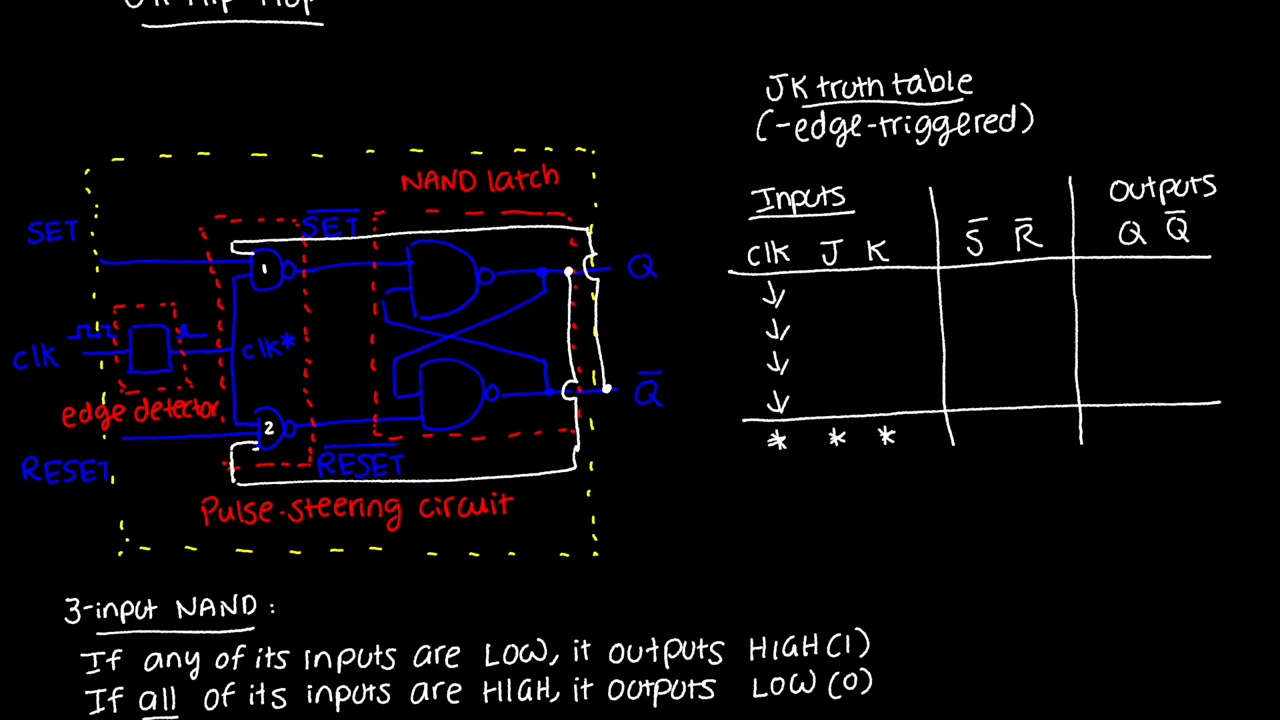 JK truth table
(-edge-triggered)
NAND latch
Inputs
Outputs
SET
SET
clk J K
S̅ R̅
Q Q̅
1
Q
clk
clk*
Q̅
edge detector
2
RESET
RESET
* * *
Pulse-steering circuit
3-input NAND:
If any of its inputs are LOW, it outputs HIGH (1)
If all of its inputs are HIGH, it outputs LOW (0)